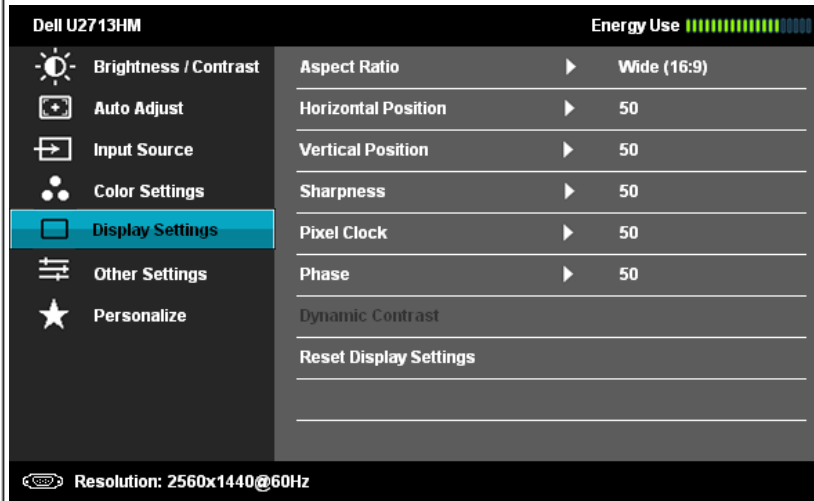 Dell U2713HM Energy Use
Brightness / Contrast
Auto Adjust
Input Source
Color Settings
Display Settings
Other Settings
Personalize
Aspect Ratio Wide (16:9)
Horizontal Position 50
Vertical Position 50
Sharpness 50
Pixel Clock 50
Phase 50
Dynamic Contrast
Reset Display Settings
Resolution: 2560x1440@60Hz